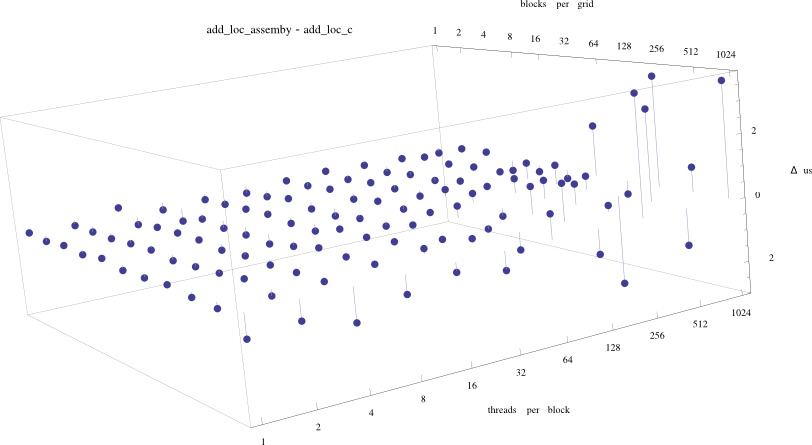 blocks per grid
add_loc_assemby - add_loc_c
1 2 4 8 16 32 64 128 256 512 1024
2
Δ us
0
2
1 2 4 8 16 32 64 128 256 512 1024
threads per block